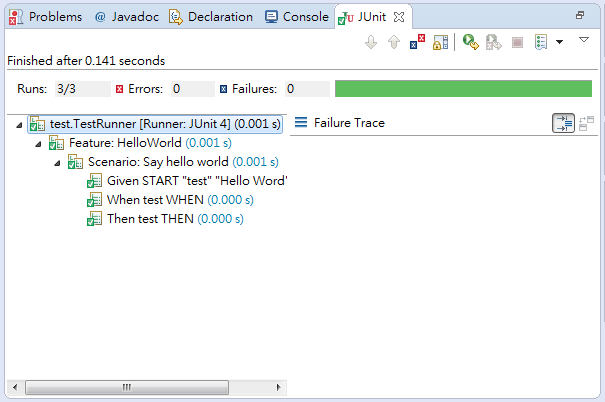 Problems @ Javadoc Declaration Console JUnit
Finished after 0.141 seconds
Runs: 3/3 Errors: 0 Failures: 0
test.TestRunner [Runner: JUnit 4] (0.001 s)
Failure Trace
Feature: HelloWorld (0.001 s)
Scenario: Say hello world (0.001 s)
Given START "test" "Hello Word'
When test WHEN (0.000 s)
Then test THEN (0.000 s)